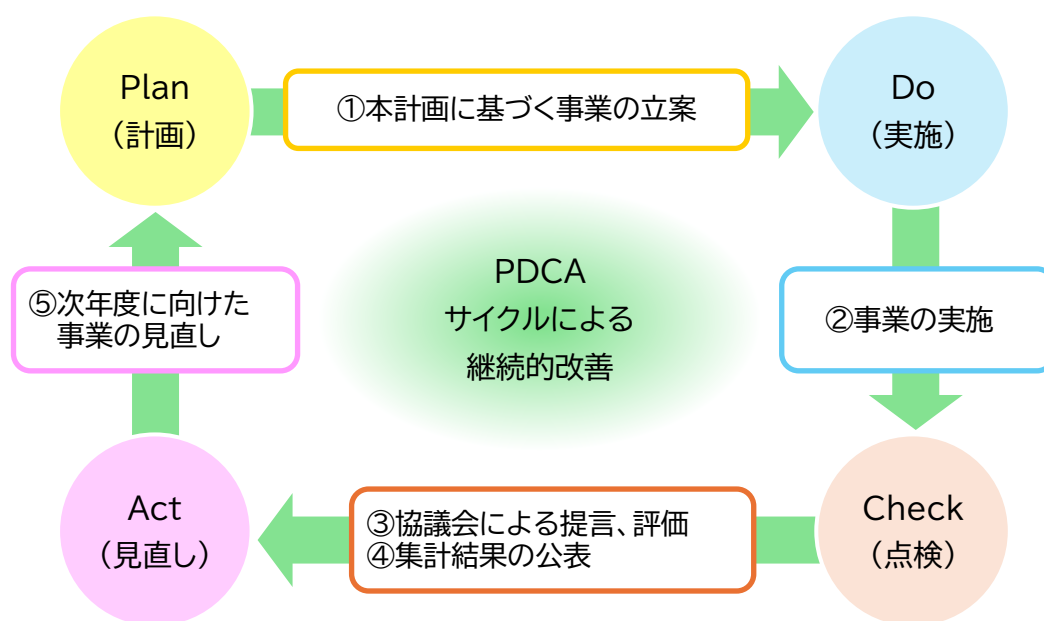 Plan
(計画)
①本計画に基づく事業の立案
Do
(実施)
②事業の実施
Check
(点検)
③協議会による提言、評価
④集計結果の公表
Act
(見直し)
⑤次年度に向けた
事業の見直し
PDCA
サイクルによる
継続的改善